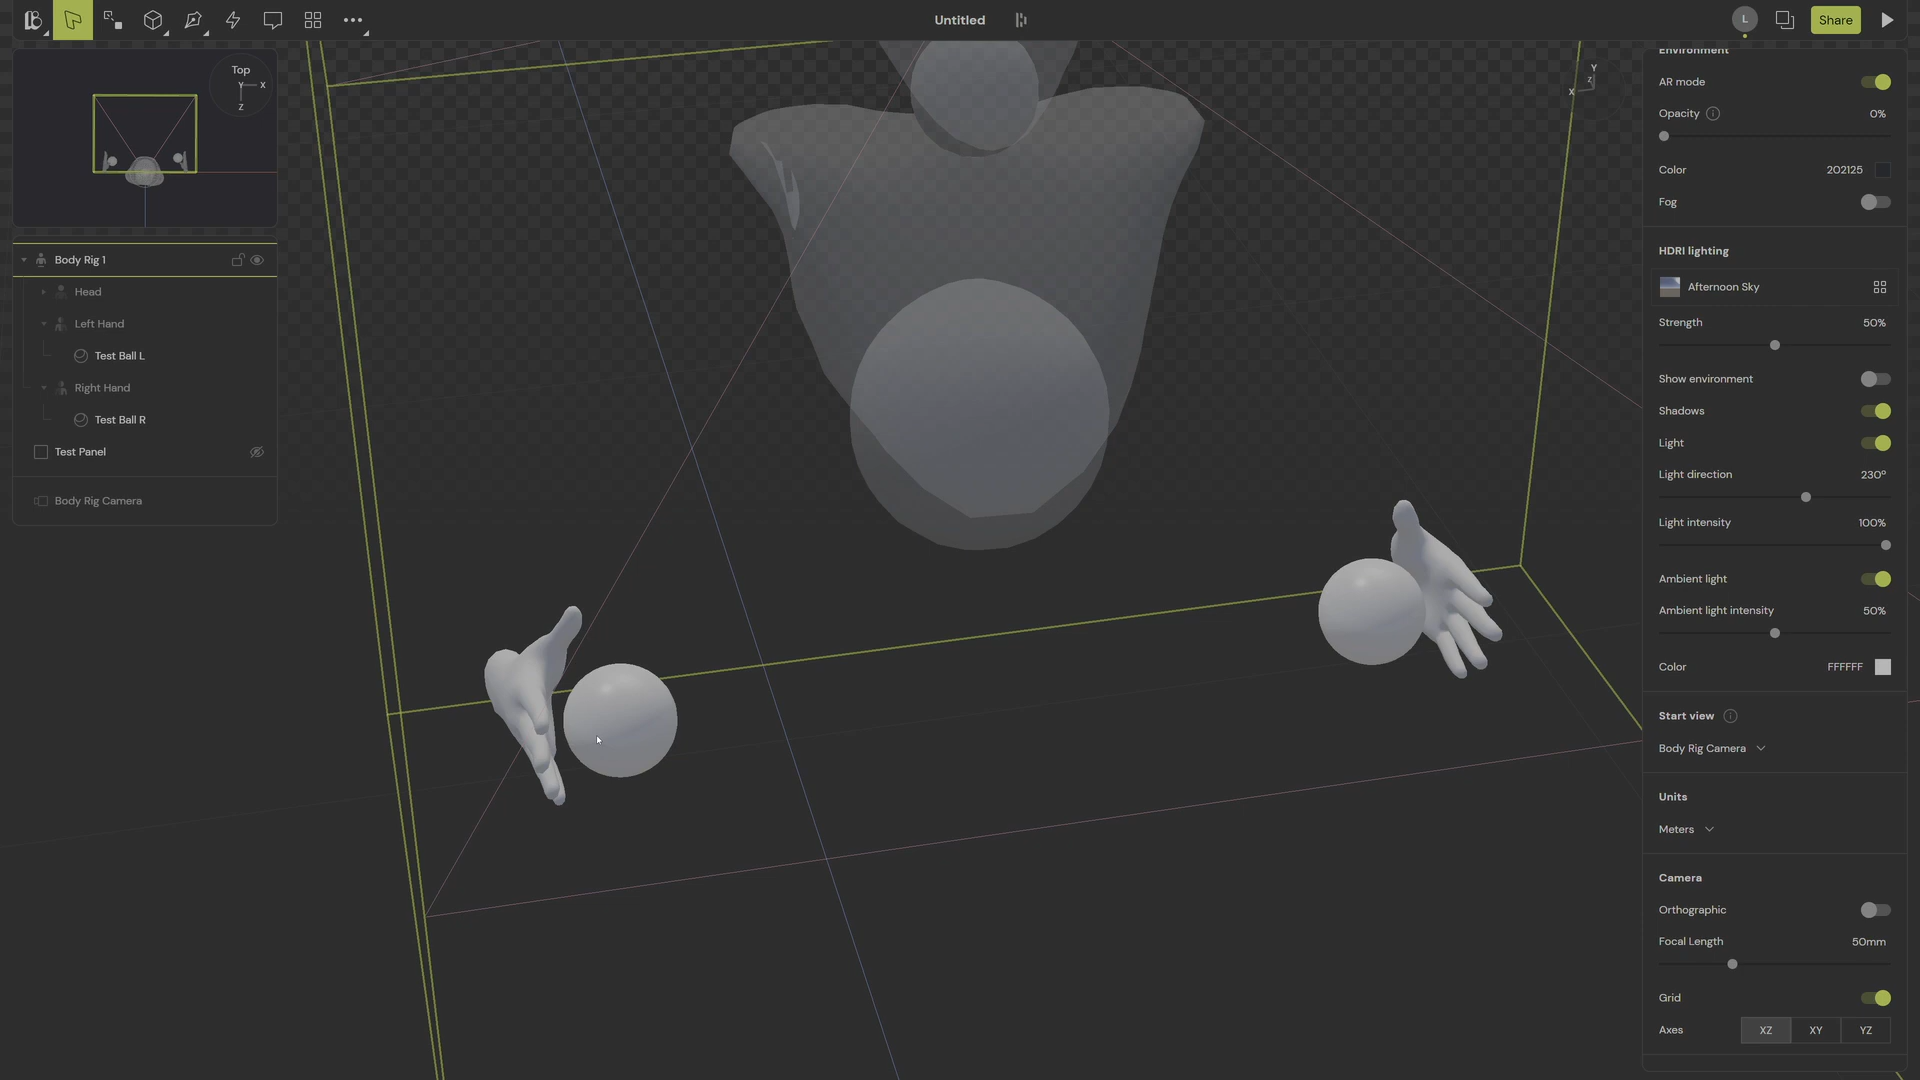 Untitled
L
Share
Top
Y
X
Z
Y
Z
X
Body Rig 1
Head
Left Hand
Test Ball L
Right Hand
Test Ball R
Test Panel
Body Rig Camera
Environment
AR mode
Opacity 0%
Color 202125
Fog
HDRI lighting
Afternoon Sky
Strength 50%
Show environment
Shadows
Light
Light direction 230º
Light intensity 100%
Ambient light
Ambient light intensity 50%
Color FFFFFF
Start view
Body Rig Camera
Units
Meters
Camera
Orthographic
Focal Length 50mm
Grid
Axes XZ XY YZ